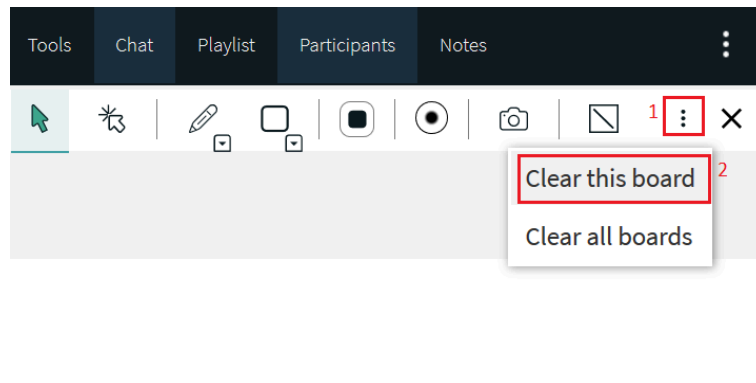 Tools Chat Playlist Participants Notes
1
Clear this board 2
Clear all boards